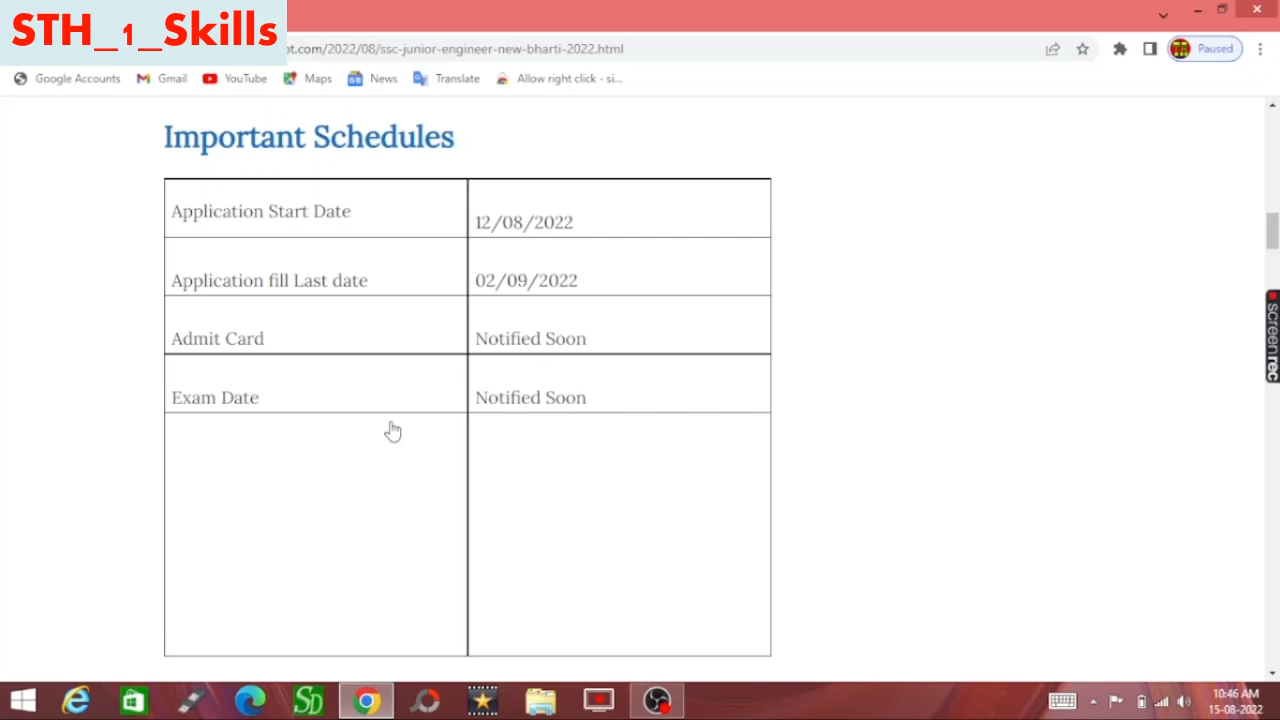 STH_1_Skills
ot.com/2022/08/ssc-junior-engineer-new-bharti-2022.html
Paused
Google Accounts
Gmail
YouTube
Maps
News
Translate
Allow right click - si...
Important Schedules
Application Start Date
12/08/2022
Application fill Last date
02/09/2022
Admit Card
Notified Soon
Exam Date
Notified Soon
screenrec
SD
10:46 AM
15-08-2022